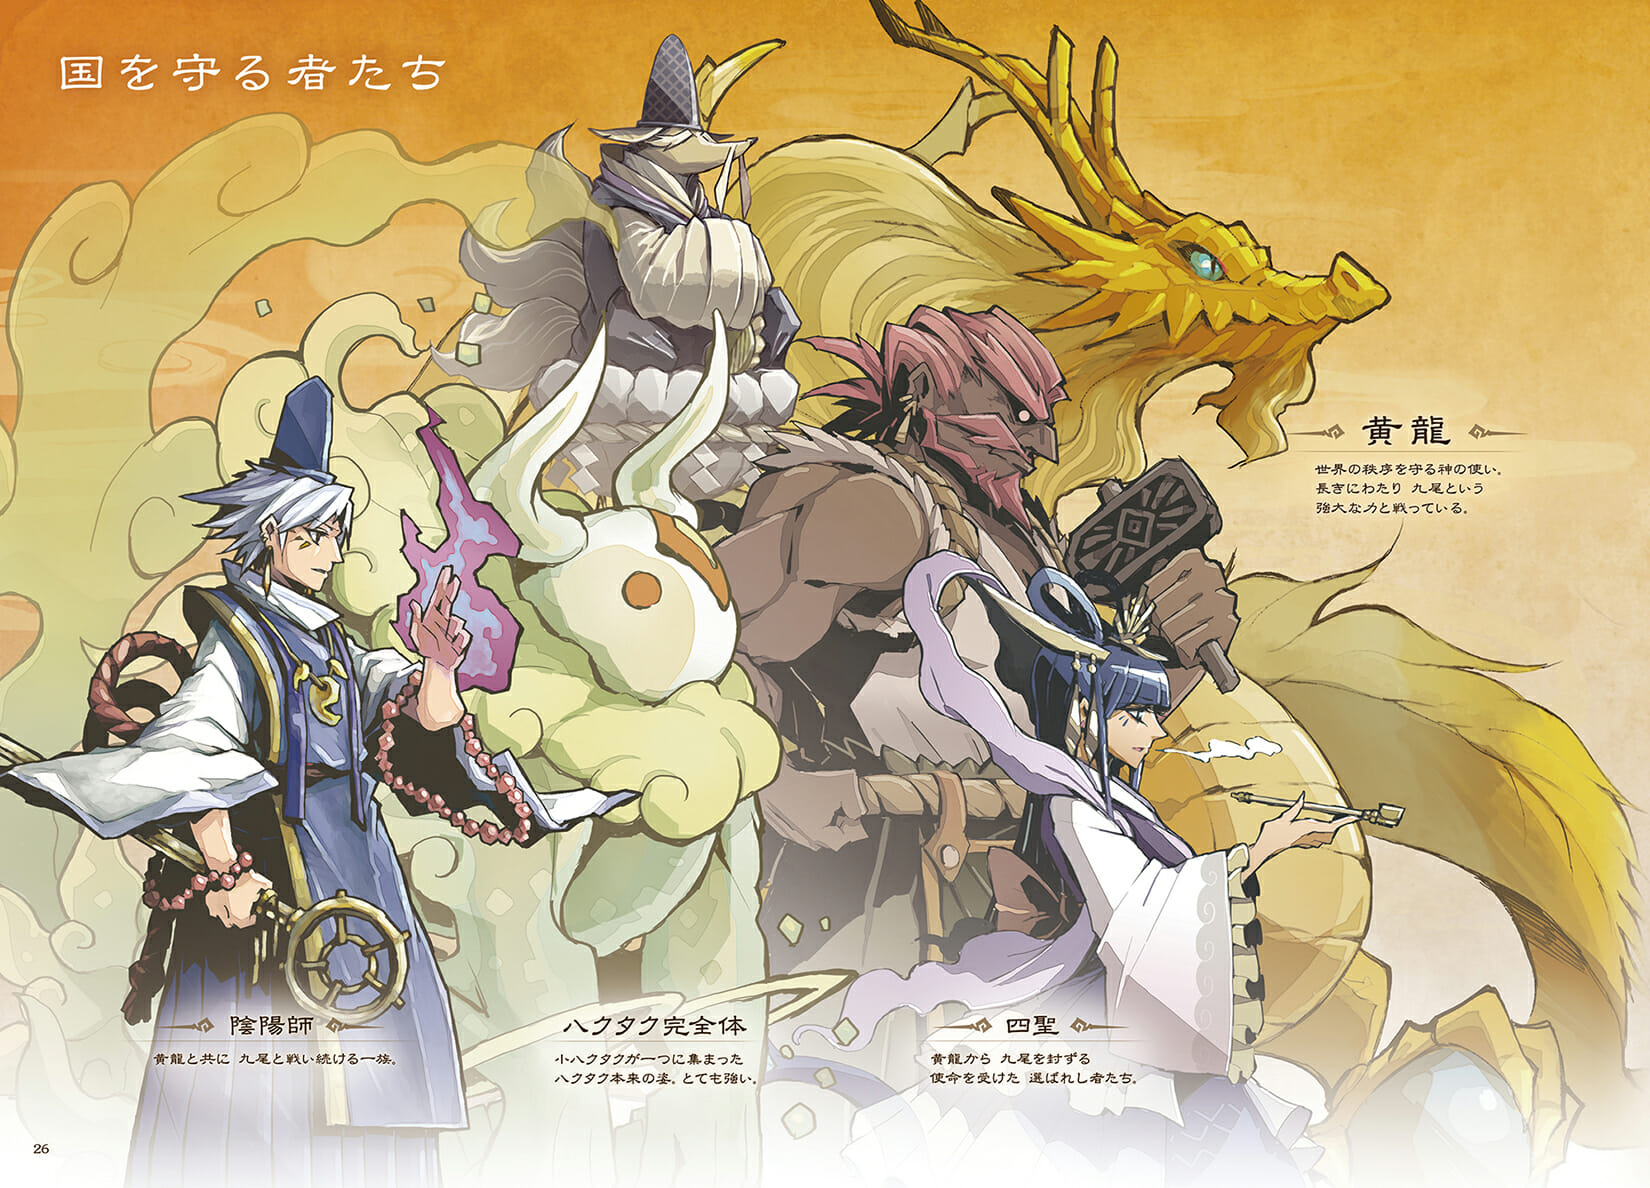 国を守る者たち
黄龍
世界の秩序を守る神の使い。
長きにわたり 九尾という
強大な力と戦っている。
陰陽師
黄龍と共に 九尾と戦い続ける一族。
ハクタク完全体
小ハクタクが一つに集まった
ハクタク本来の姿。とても強い。
四聖
黄龍から 九尾を封ずる
使命を受けた 選ばれし者たち。
26